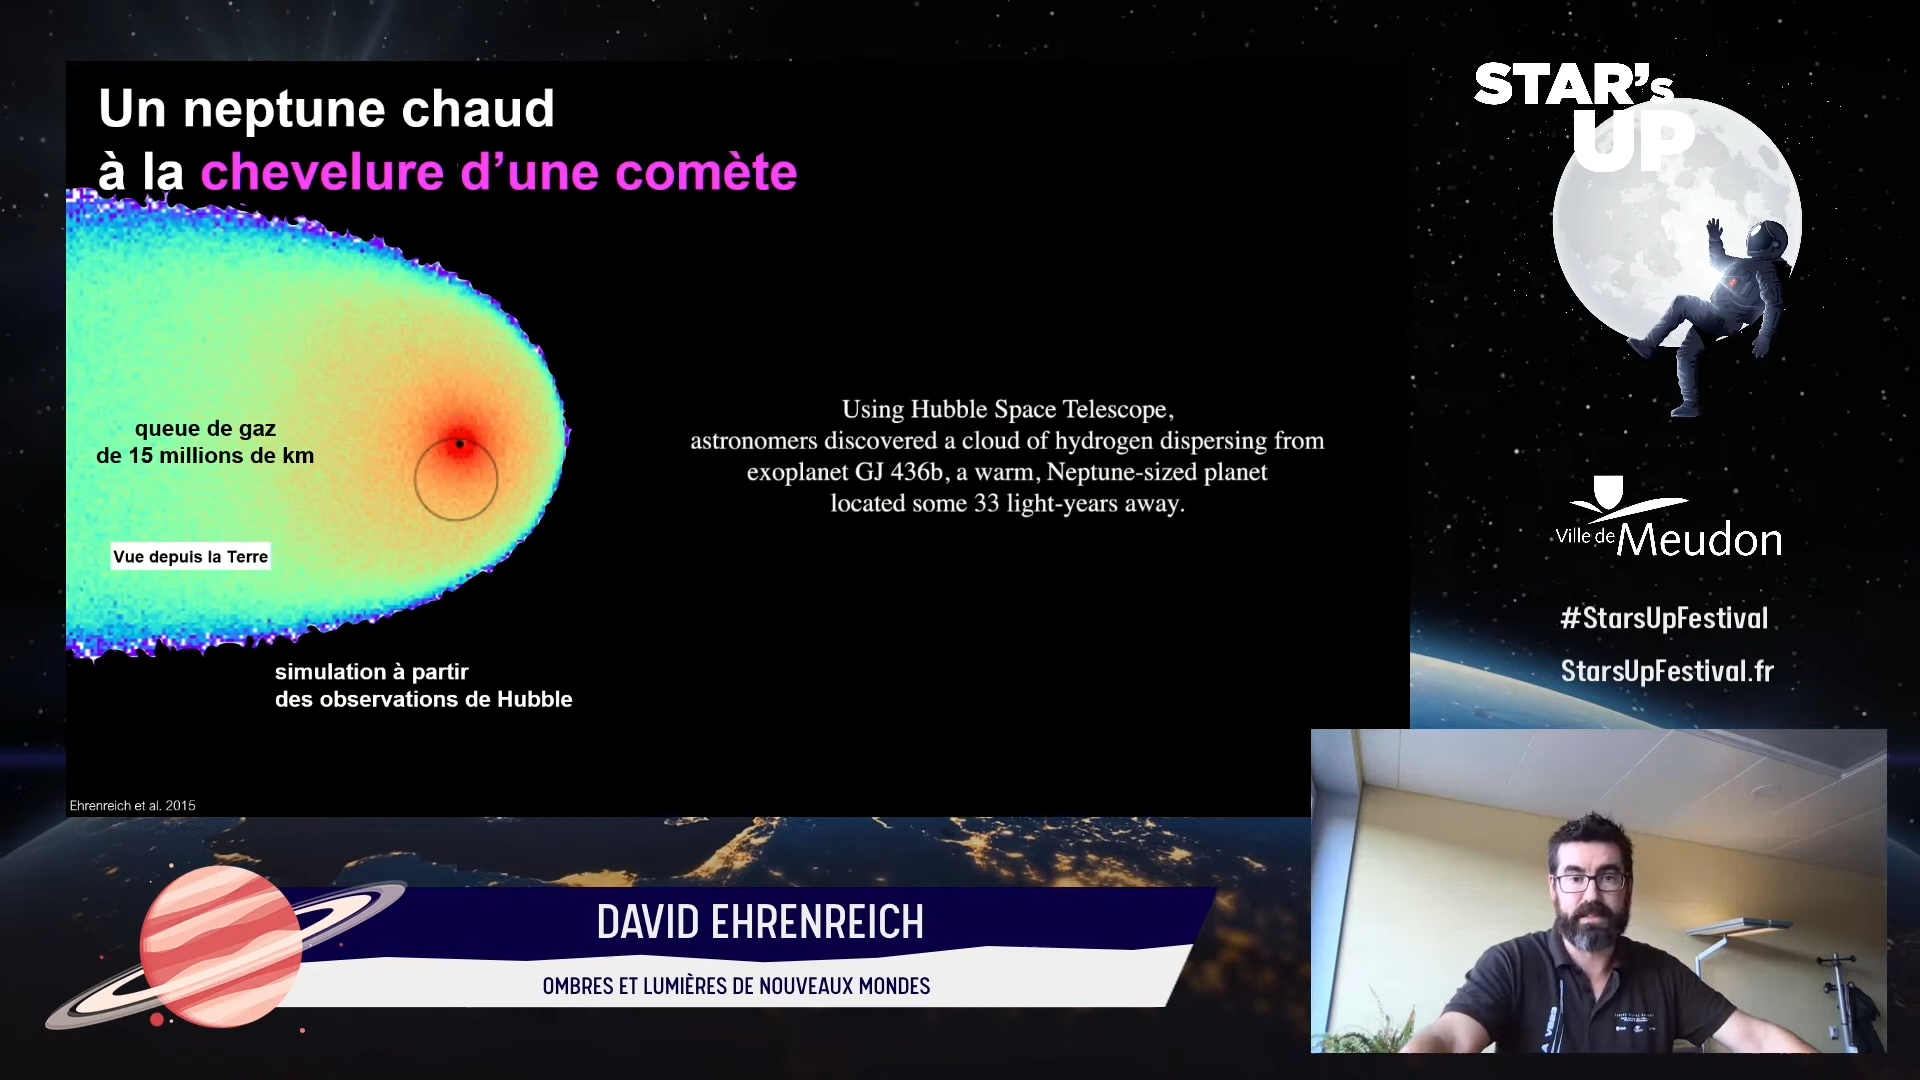 Un neptune chaud
à la chevelure d’une comète
queue de gaz
de 15 millions de km
Vue depuis la Terre
simulation à partir
des observations de Hubble
Ehrenreich et al. 2015
Using Hubble Space Telescope,
astronomers discovered a cloud of hydrogen dispersing from
exoplanet GJ 436b, a warm, Neptune-sized planet
located some 33 light-years away.
STAR's
UP
Ville de Meudon
#StarsUpFestival
StarsUpFestival.fr
DAVID EHRENREICH
OMBRES ET LUMIÈRES DE NOUVEAUX MONDES